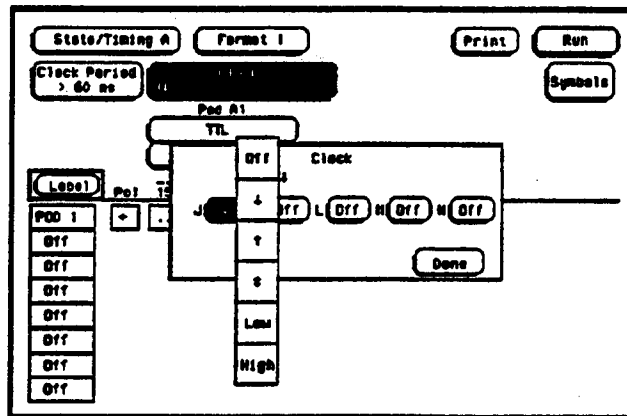 State/Timing A Format 1 Print Run
Clock Period
> 60 ns
Symbols
Pod A1
TTL
Clock
Off
↓
↑
↕
Low
High
J K Off L Off M Off N Off
Done
Label Pol 15
POD 1 + ..
Off
Off
Off
Off
Off
Off
Off